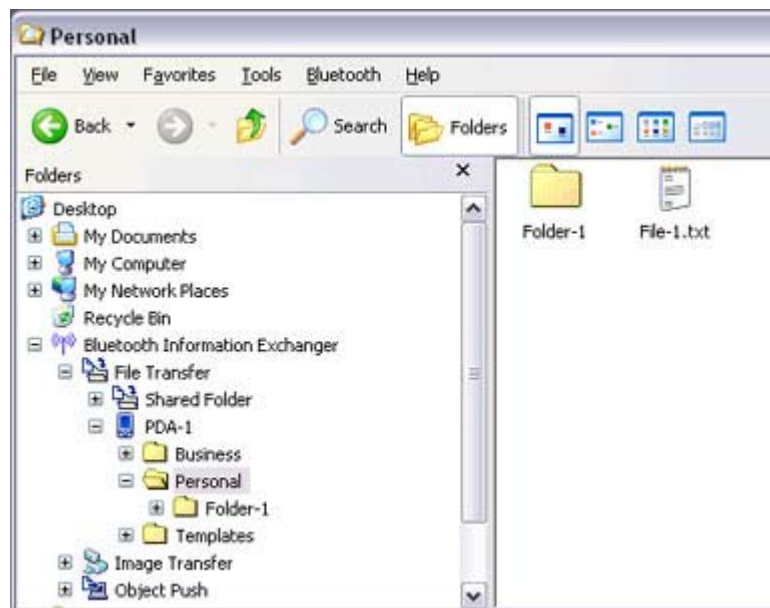 Personal
File View Favorites Tools Bluetooth Help
Back Search Folders
Folders
Desktop
My Documents
My Computer
My Network Places
Recycle Bin
Bluetooth Information Exchanger
File Transfer
Shared Folder
PDA-1
Business
Personal
Folder-1
Templates
Image Transfer
Object Push
Folder-1 File-1.txt